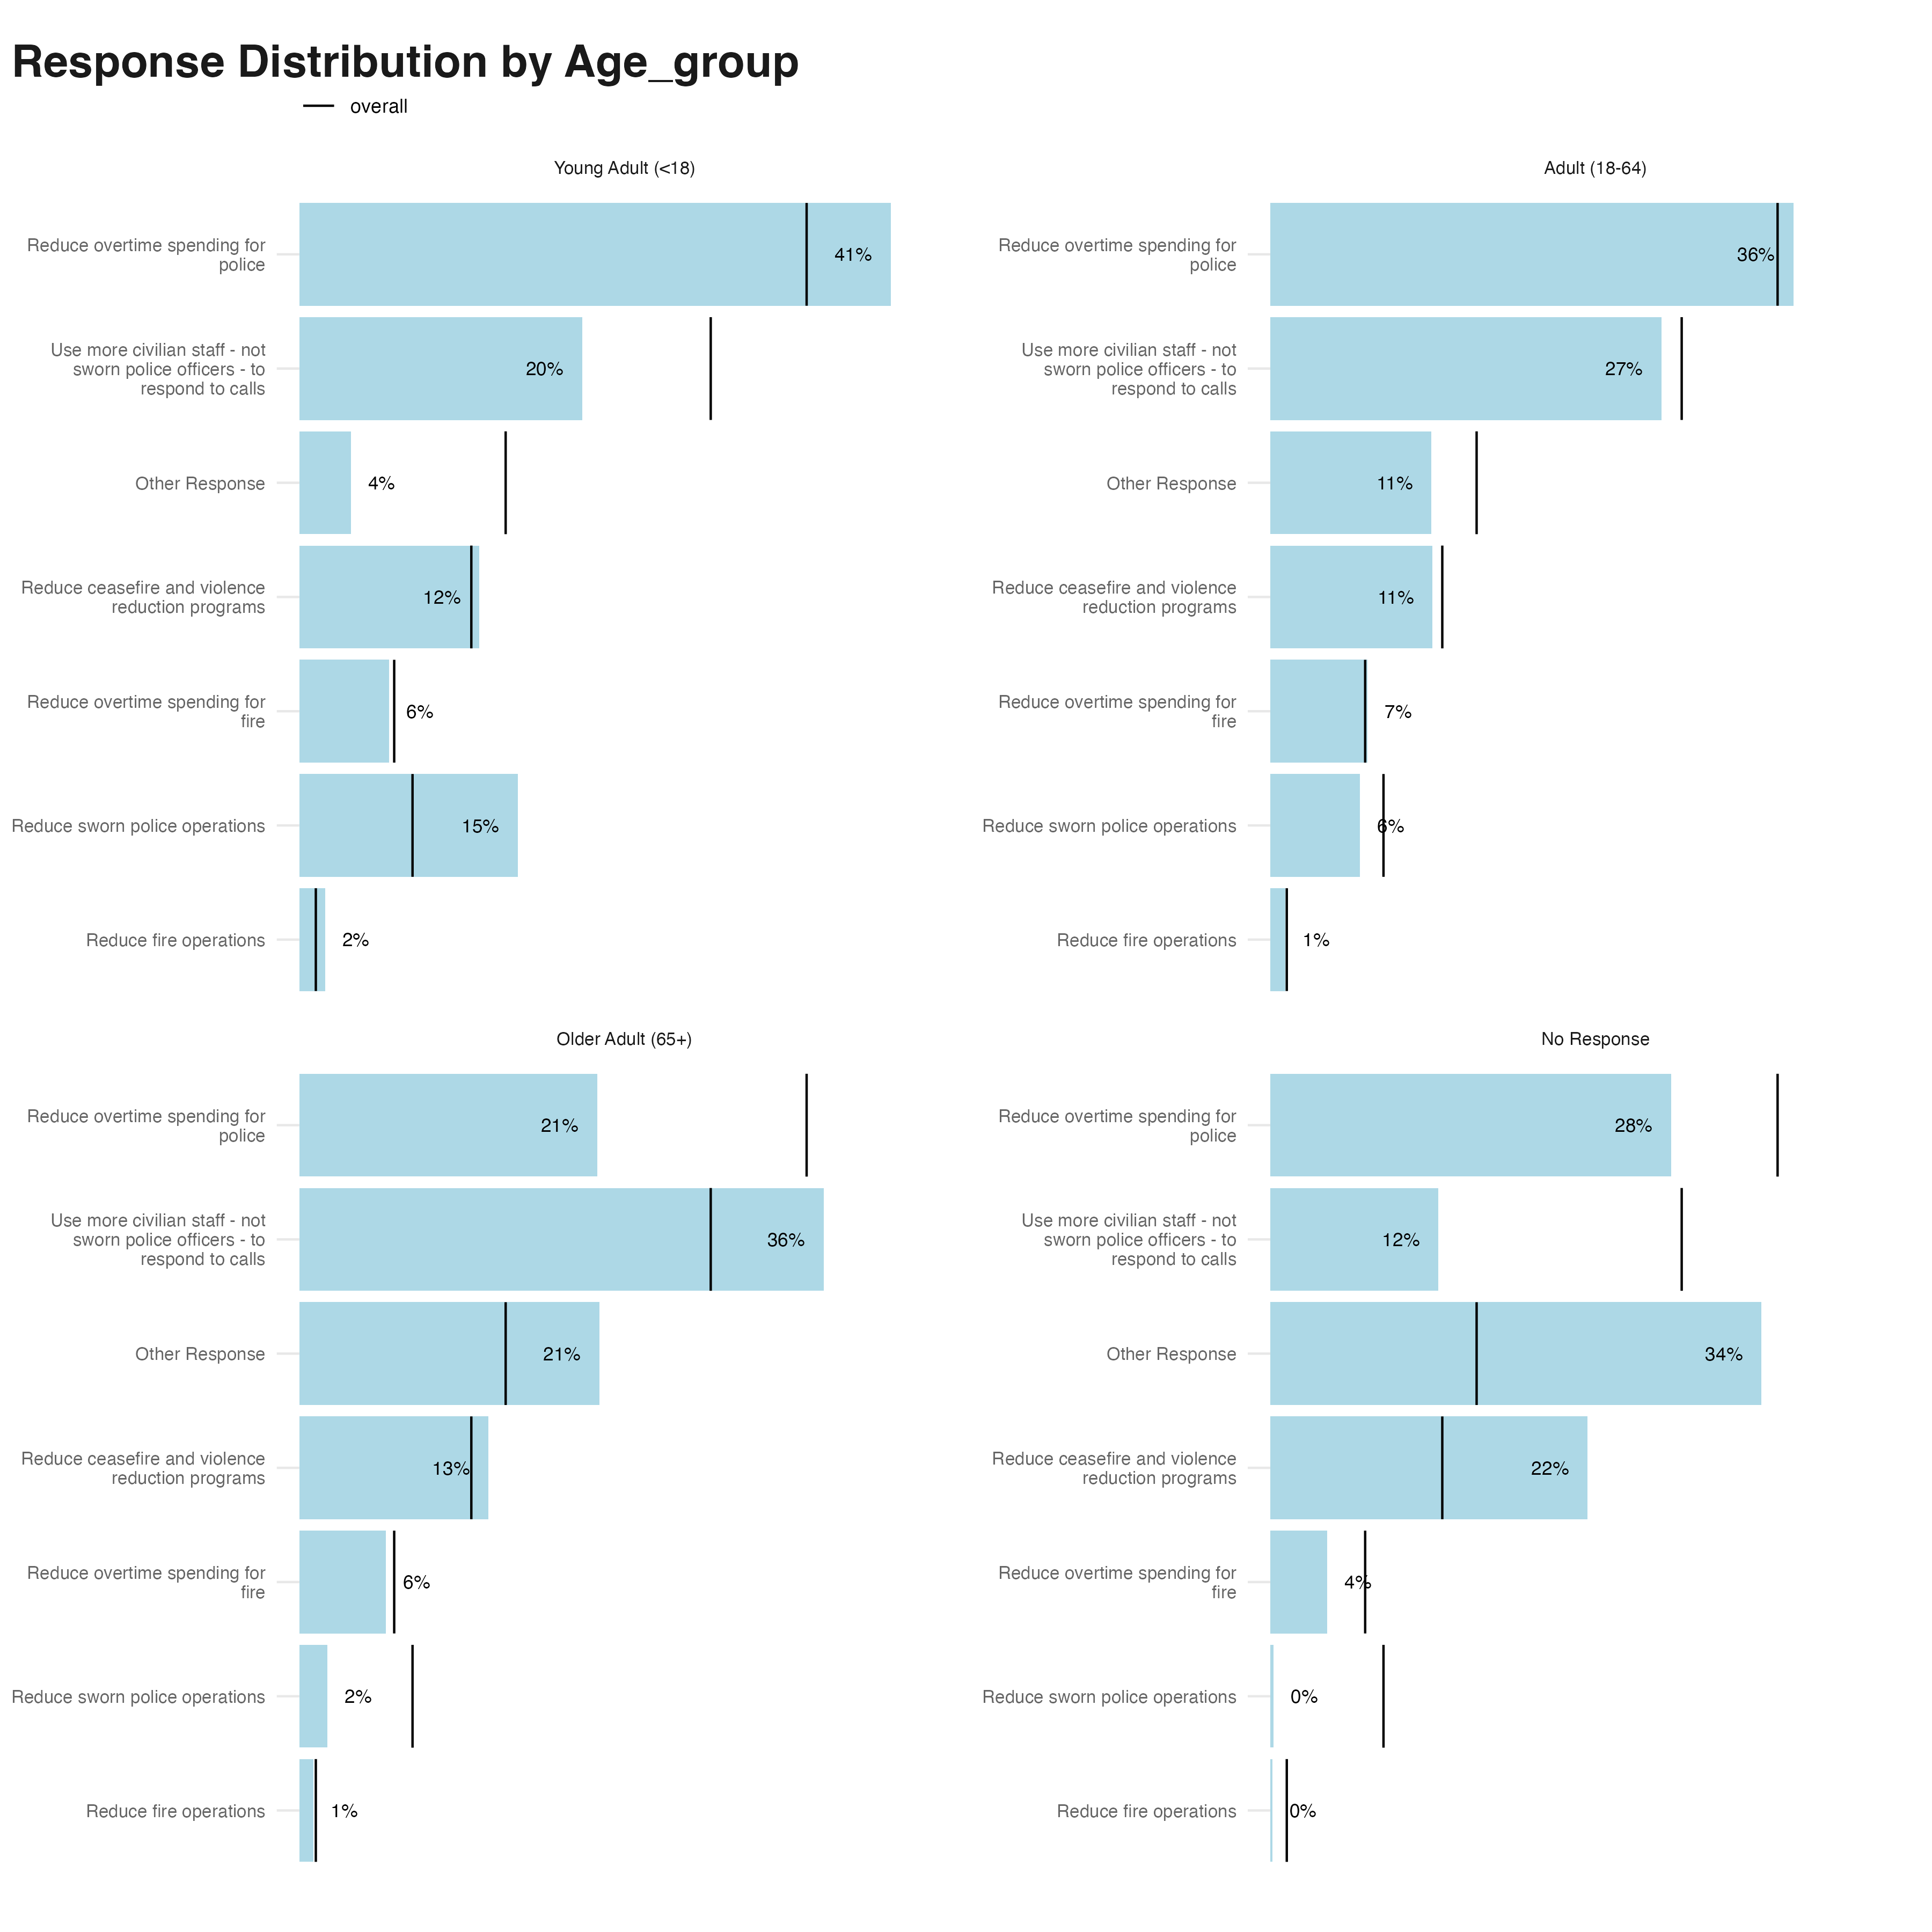 Response Distribution by Age_group
overall
Young Adult (<18)
Reduce overtime spending for
police
41%
Use more civilian staff - not
sworn police officers - to
respond to calls
20%
Other Response
4%
Reduce ceasefire and violence
reduction programs
12%
Reduce overtime spending for
fire
6%
Reduce sworn police operations
15%
Reduce fire operations
2%
Adult (18-64)
Reduce overtime spending for
police
36%
Use more civilian staff - not
sworn police officers - to
respond to calls
27%
Other Response
11%
Reduce ceasefire and violence
reduction programs
11%
Reduce overtime spending for
fire
7%
Reduce sworn police operations
6%
Reduce fire operations
1%
Older Adult (65+)
Reduce overtime spending for
police
21%
Use more civilian staff - not
sworn police officers - to
respond to calls
36%
Other Response
21%
Reduce ceasefire and violence
reduction programs
13%
Reduce overtime spending for
fire
6%
Reduce sworn police operations
2%
Reduce fire operations
1%
No Response
Reduce overtime spending for
police
28%
Use more civilian staff - not
sworn police officers - to
respond to calls
12%
Other Response
34%
Reduce ceasefire and violence
reduction programs
22%
Reduce overtime spending for
fire
4%
Reduce sworn police operations
0%
Reduce fire operations
0%